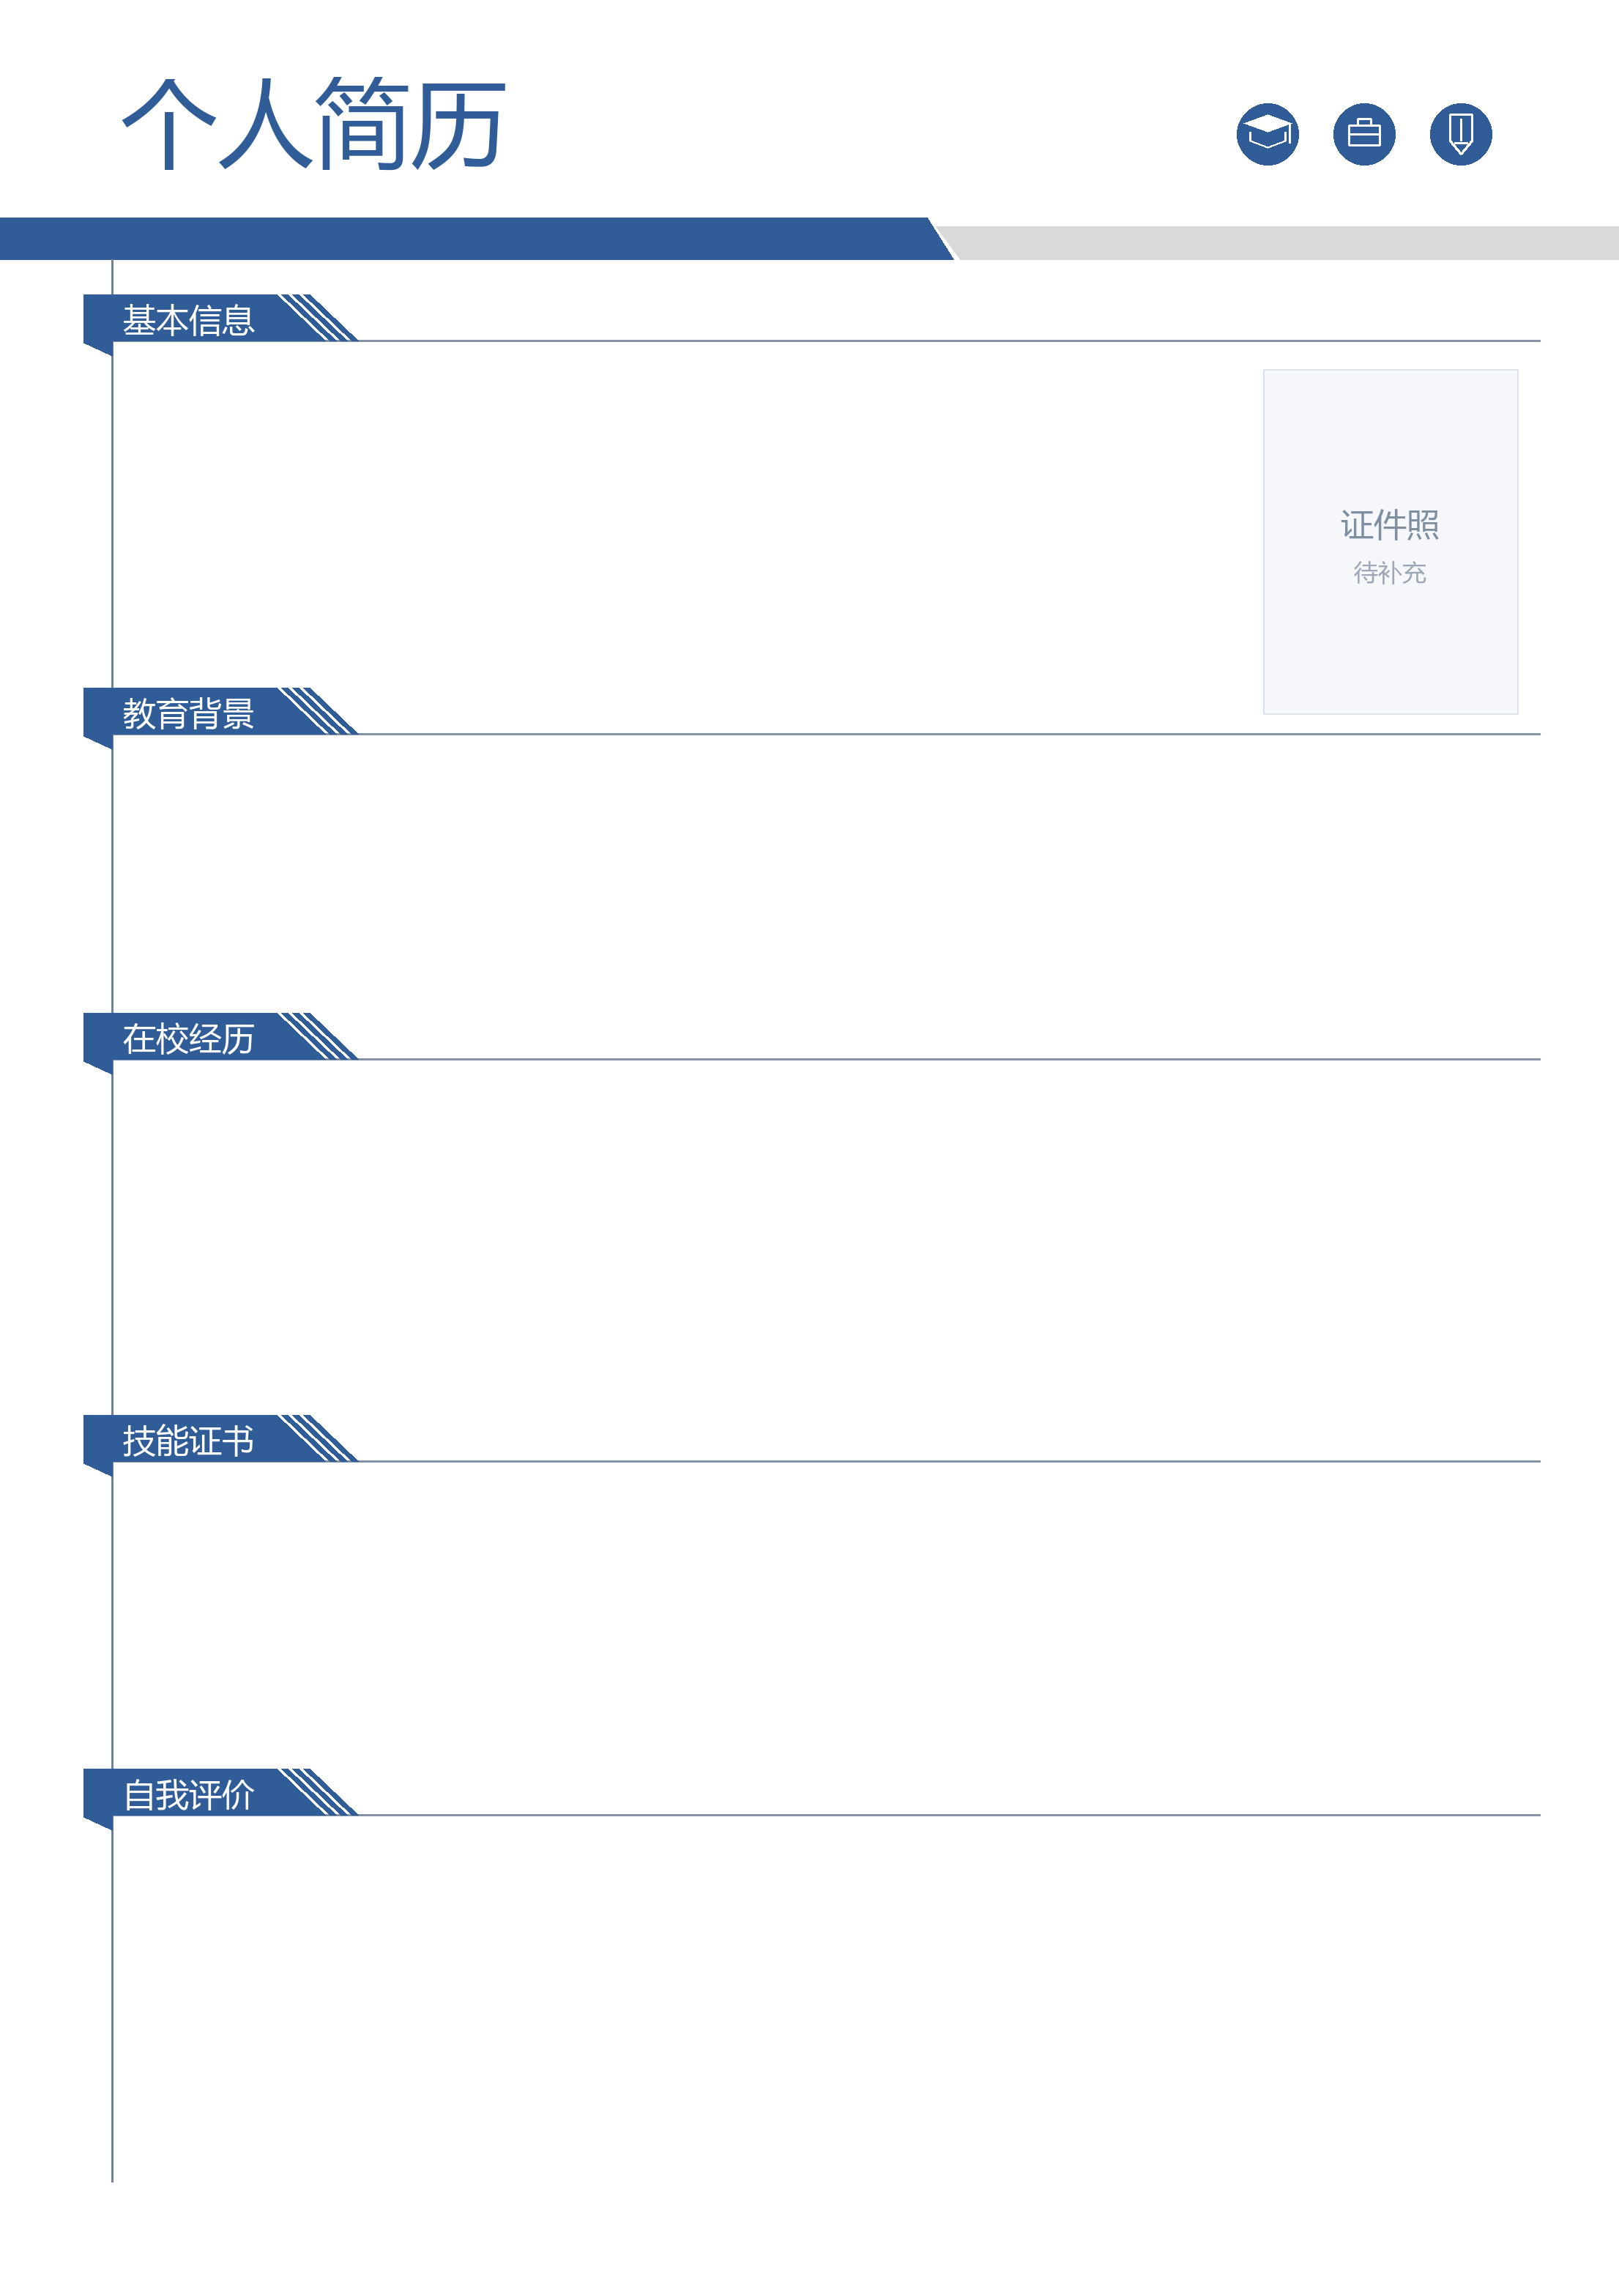 个人简历
基本信息
证件照
待补充
教育背景
在校经历
技能证书
自我评价